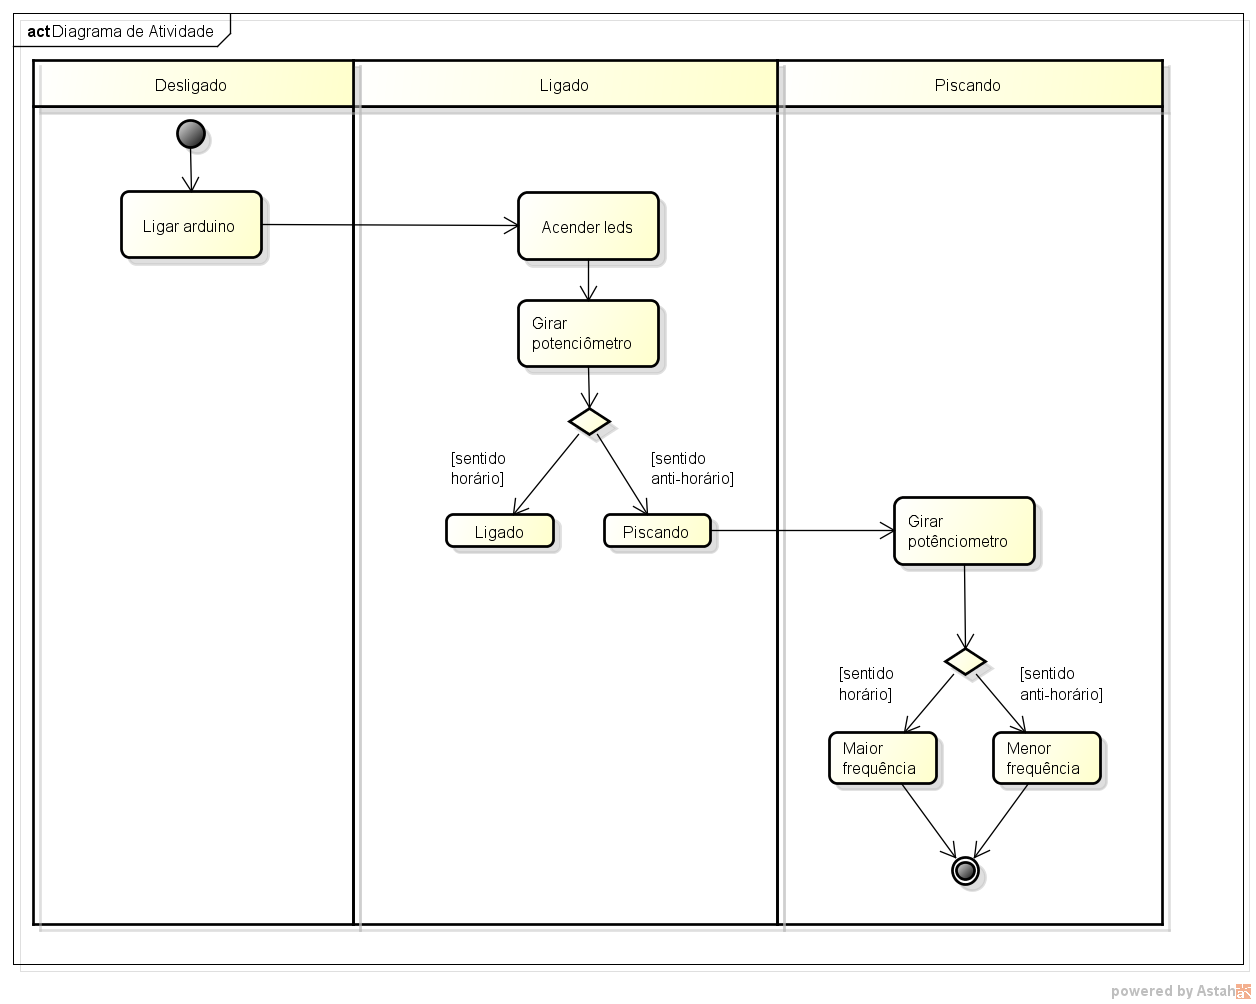 act Diagrama de Atividade
Desligado
Ligado
Piscando
Ligar arduino
Acender leds
Girar
potenciômetro
[sentido
horário]
[sentido
anti-horário]
Ligado
Piscando
Girar
potênciometro
[sentido
horário]
[sentido
anti-horário]
Maior
frequência
Menor
frequência
powered by Astah